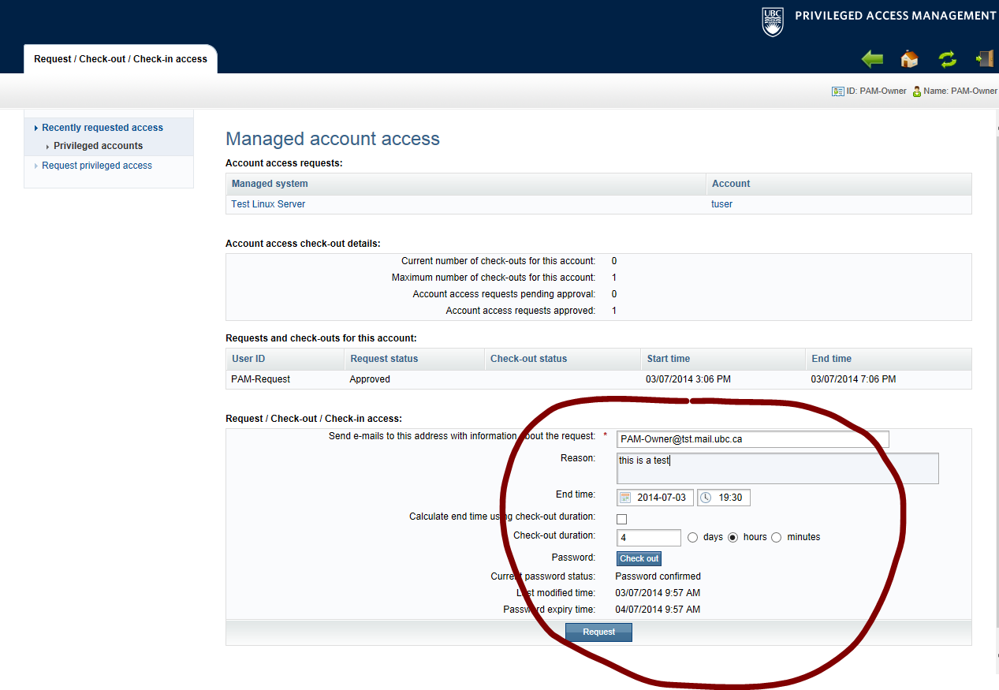 UBC
PRIVILEGED ACCESS MANAGEMENT
Request / Check-out / Check-in access
ID: PAM-Owner Name: PAM-Owner
Recently requested access
Privileged accounts
Request privileged access
Managed account access
Account access requests:
Managed system Account
Test Linux Server tuser
Account access check-out details:
Current number of check-outs for this account: 0
Maximum number of check-outs for this account: 1
Account access requests pending approval: 0
Account access requests approved: 1
Requests and check-outs for this account:
User ID Request status Check-out status Start time End time
PAM-Request Approved 03/07/2014 3:06 PM 03/07/2014 7:06 PM
Request / Check-out / Check-in access:
Send e-mails to this address with information about the request: * PAM-Owner@tst.mail.ubc.ca
Reason: this is a test
End time: 2014-07-03 19:30
Calculate end time using check-out duration:
Check-out duration: 4 days hours minutes
Password: Check out
Current password status: Password confirmed
Last modified time: 03/07/2014 9:57 AM
Password expiry time: 04/07/2014 9:57 AM
Request